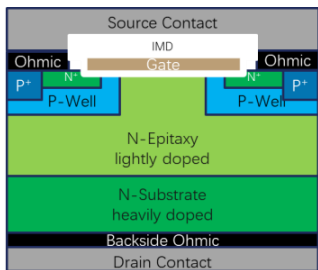 Source Contact
IMD
Ohmic
Gate
Ohmic
P⁺
N⁺
N⁺
P⁺
P-Well
P-Well
N-Epitaxy
lightly doped
N-Substrate
heavily doped
Backside Ohmic
Drain Contact